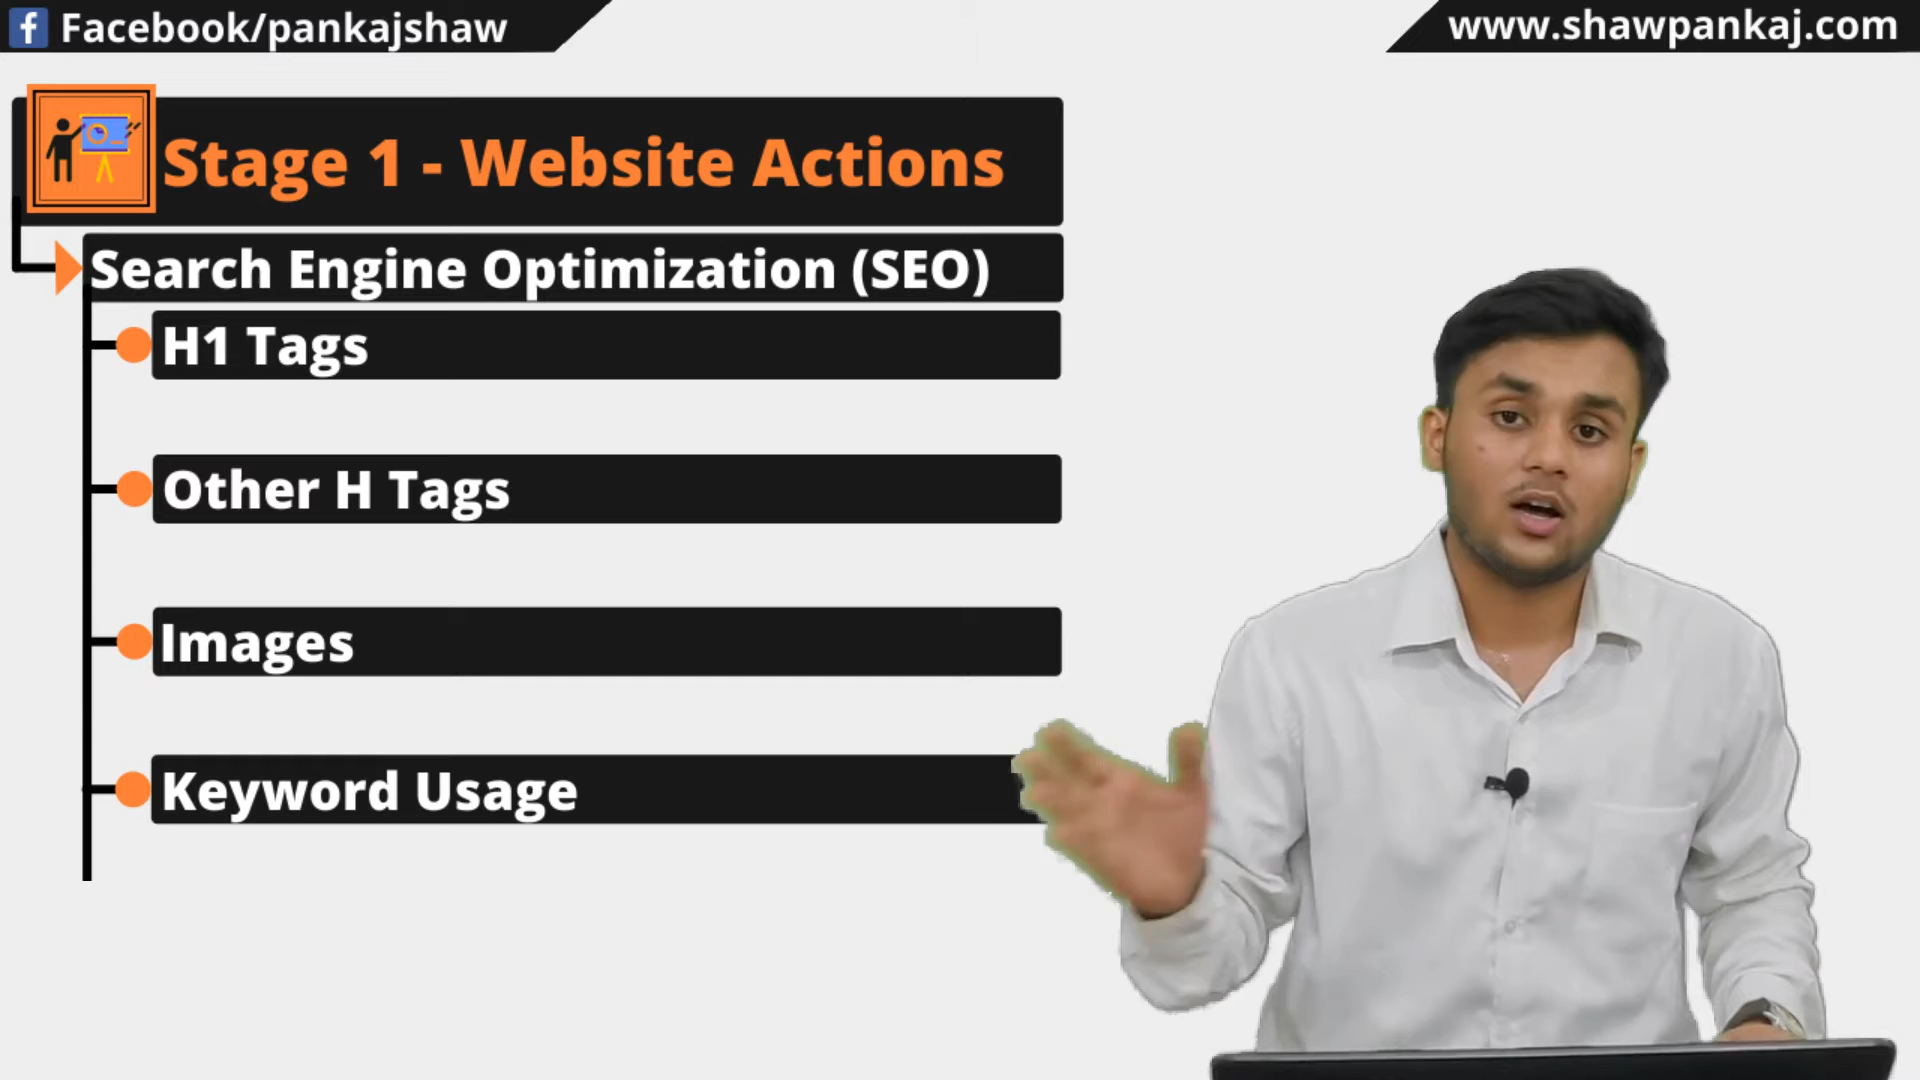 Facebook/pankajshaw
www.shawpankaj.com
Stage 1 - Website Actions
Search Engine Optimization (SEO)
H1 Tags
Other H Tags
Images
Keyword Usage